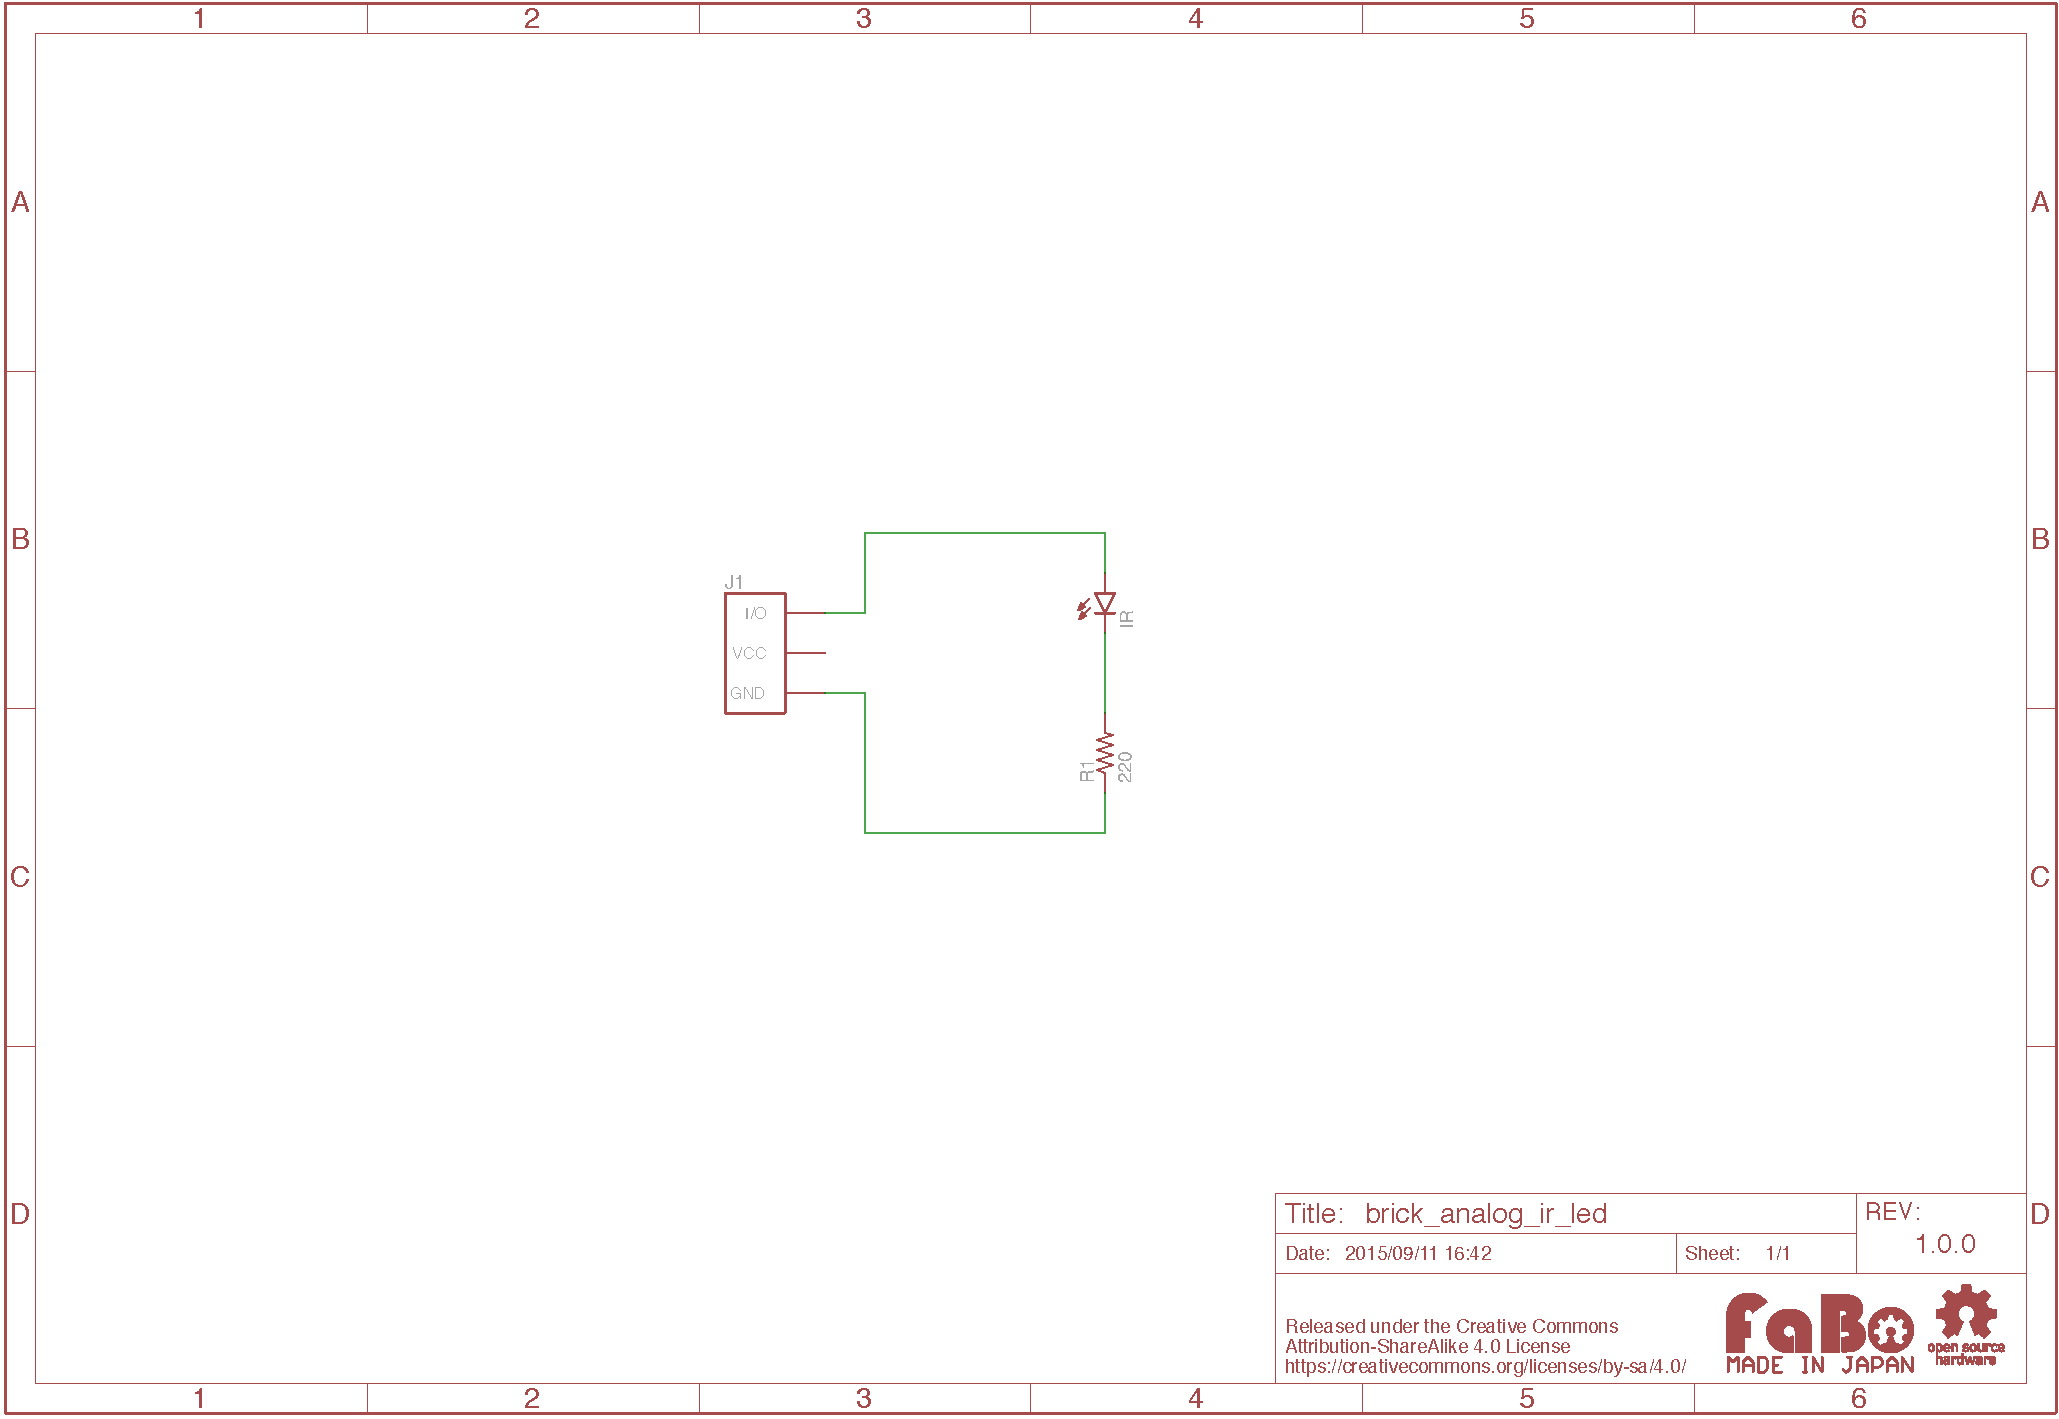 1 2 3 4 5 6
A A
B B
J1
I/O
IR
VCC
GND
R1
220
C C
D D
Title: brick_analog_ir_led
REV:
1.0.0
Date: 2015/09/11 16:42
Sheet: 1/1
Released under the Creative Commons
Attribution-ShareAlike 4.0 License
https://creativecommons.org/licenses/by-sa/4.0/
FaBo
MADE IN JAPAN
open source
hardware
1 2 3 4 5 6